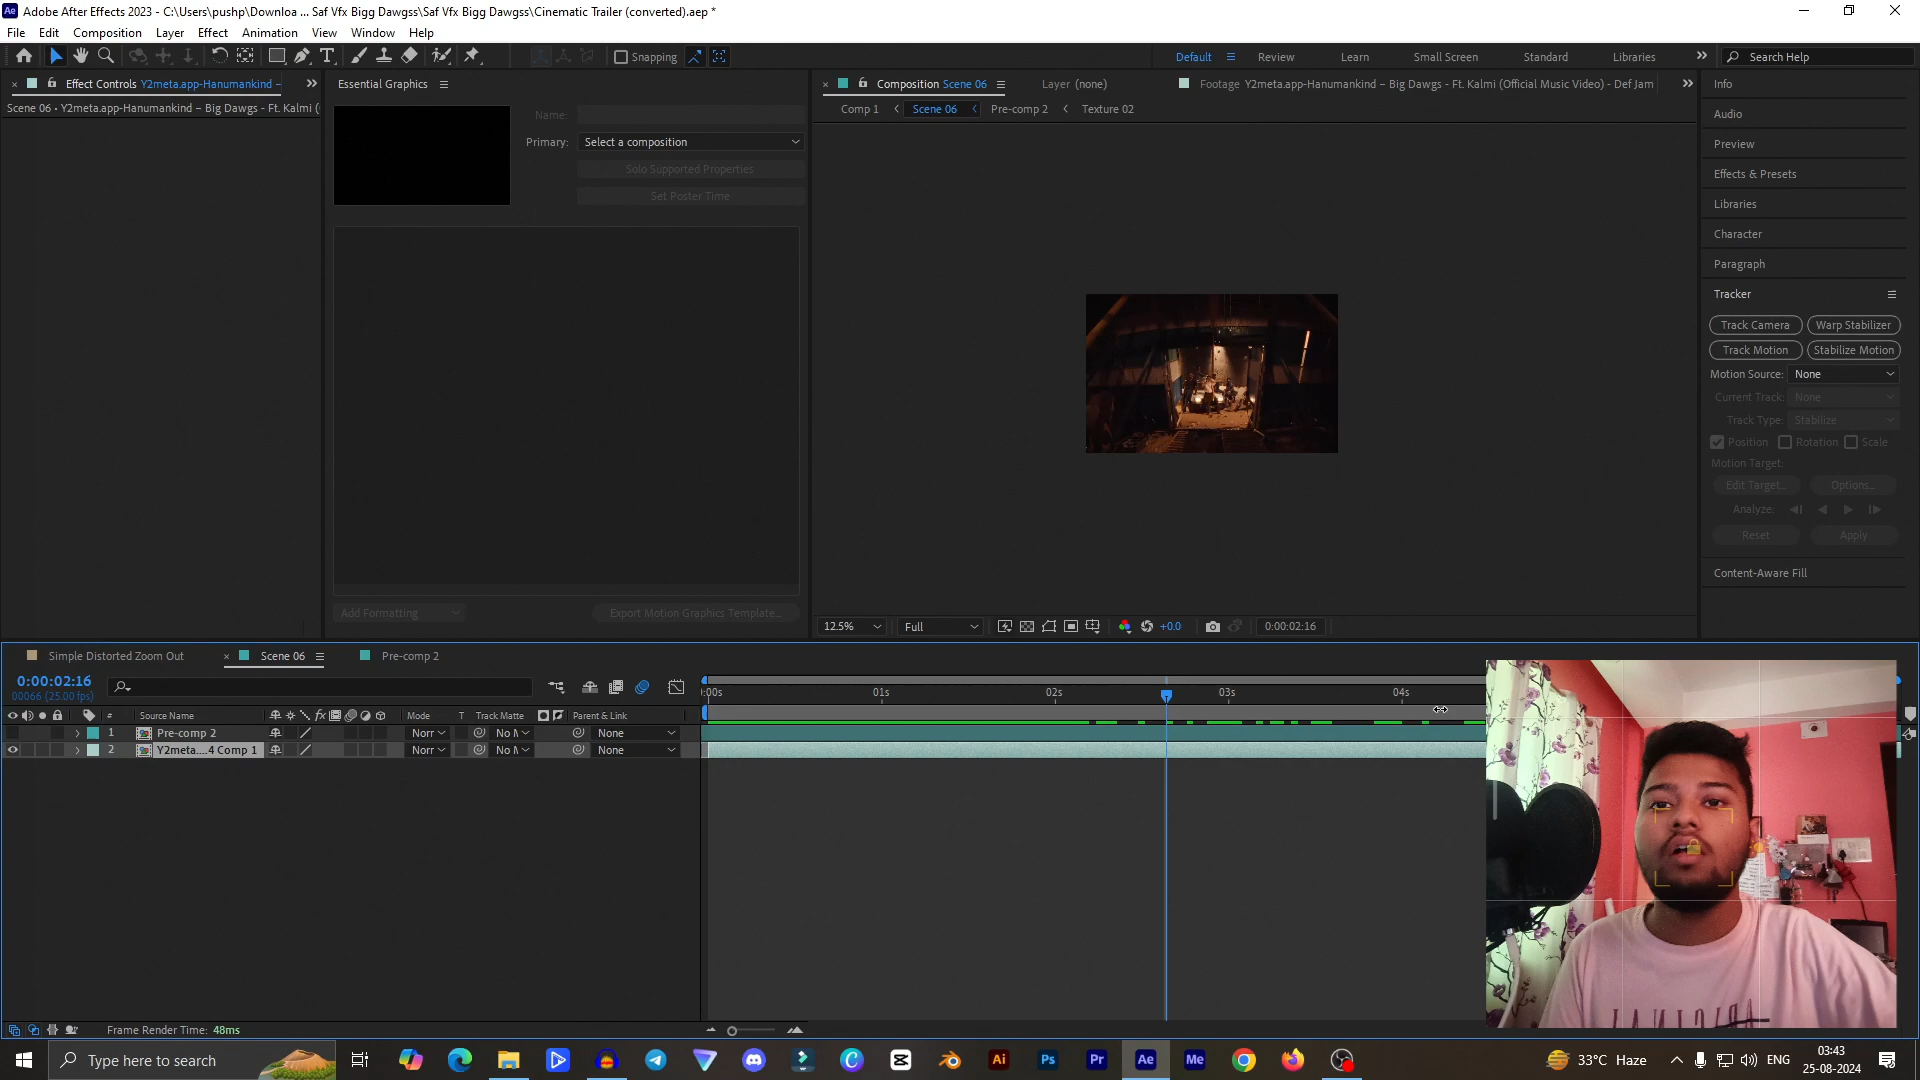 Adobe After Effects 2023 - C:\Users\pushp\Downloa ... Saf Vfx Bigg Dawgss\Saf Vfx Bigg Dawgss\Cinematic Trailer (converted).aep *
File Edit Composition Layer Effect Animation View Window Help
Snapping Default Review Learn Small Screen Standard Libraries Search Help
Effect Controls Y2meta.app-Hanumankind –
Scene 06 • Y2meta.app-Hanumankind – Big Dawgs - Ft. Kalmi (
Essential Graphics
Name:
Primary: Select a composition
Solo Supported Properties
Set Poster Time
Add Formatting Export Motion Graphics Template...
Composition Scene 06 Layer (none) Footage Y2meta.app-Hanumankind – Big Dawgs - Ft. Kalmi (Official Music Video) - Def Jam
Comp 1 Scene 06 Pre-comp 2 Texture 02
12.5% Full +0.0 0:00:02:16
Info
Audio
Preview
Effects & Presets
Libraries
Character
Paragraph
Tracker
Track Camera Warp Stabilizer
Track Motion Stabilize Motion
Motion Source: None
Current Track: None
Track Type: Stabilize
Position Rotation Scale
Motion Target:
Edit Target... Options...
Analyze:
Reset Apply
Content-Aware Fill
Simple Distorted Zoom Out Scene 06 Pre-comp 2
0:00:02:16
00066 (25.00 fps)
:00s 01s 02s 03s 04s
# Source Name Mode T Track Matte Parent & Link
1 Pre-comp 2 Norr No M None
2 Y2meta....4 Comp 1 Norr No M None
Frame Render Time: 48ms
Type here to search
33°C Haze ENG
03:43
25-08-2024